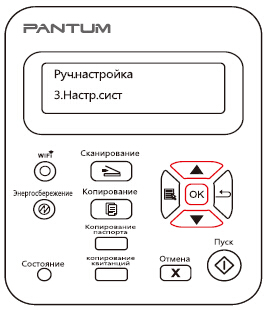 PANTUM
Руч.настройка
3.Настр.сист
WiFi
Сканирование
Энергосбережение
Копирование
OK
Копирование
паспорта
Пуск
Состояние
копирование
квитанций
Отмена
X